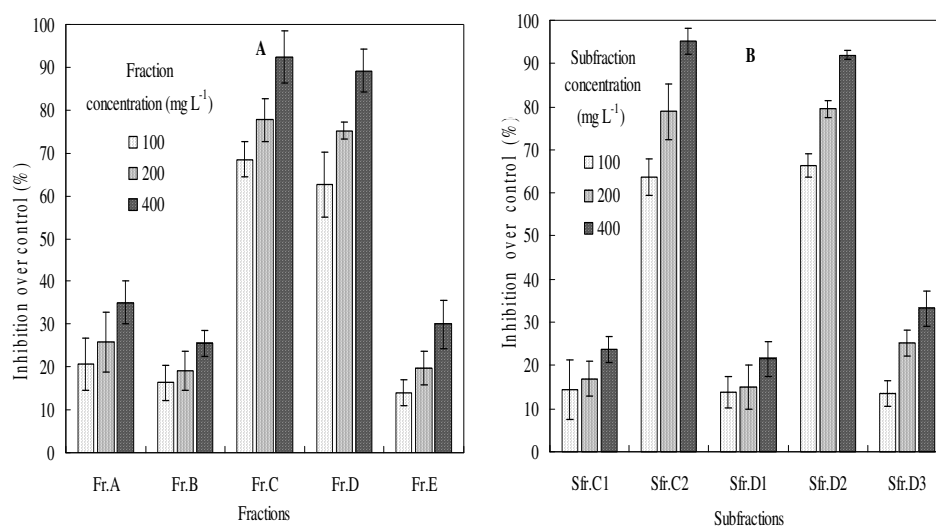 A
Fraction
concentration (mg L-1)
100
200
400
100
90
80
70
60
50
40
30
20
10
0
Inhibition over control (%)
Fr.A Fr.B Fr.C Fr.D Fr.E
Fractions
B
Subfraction
concentration
(mg L-1)
100
200
400
100
90
80
70
60
50
40
30
20
10
0
Inhibition over control (%)
Sfr.C1 Sfr.C2 Sfr.D1 Sfr.D2 Sfr.D3
Subfractions